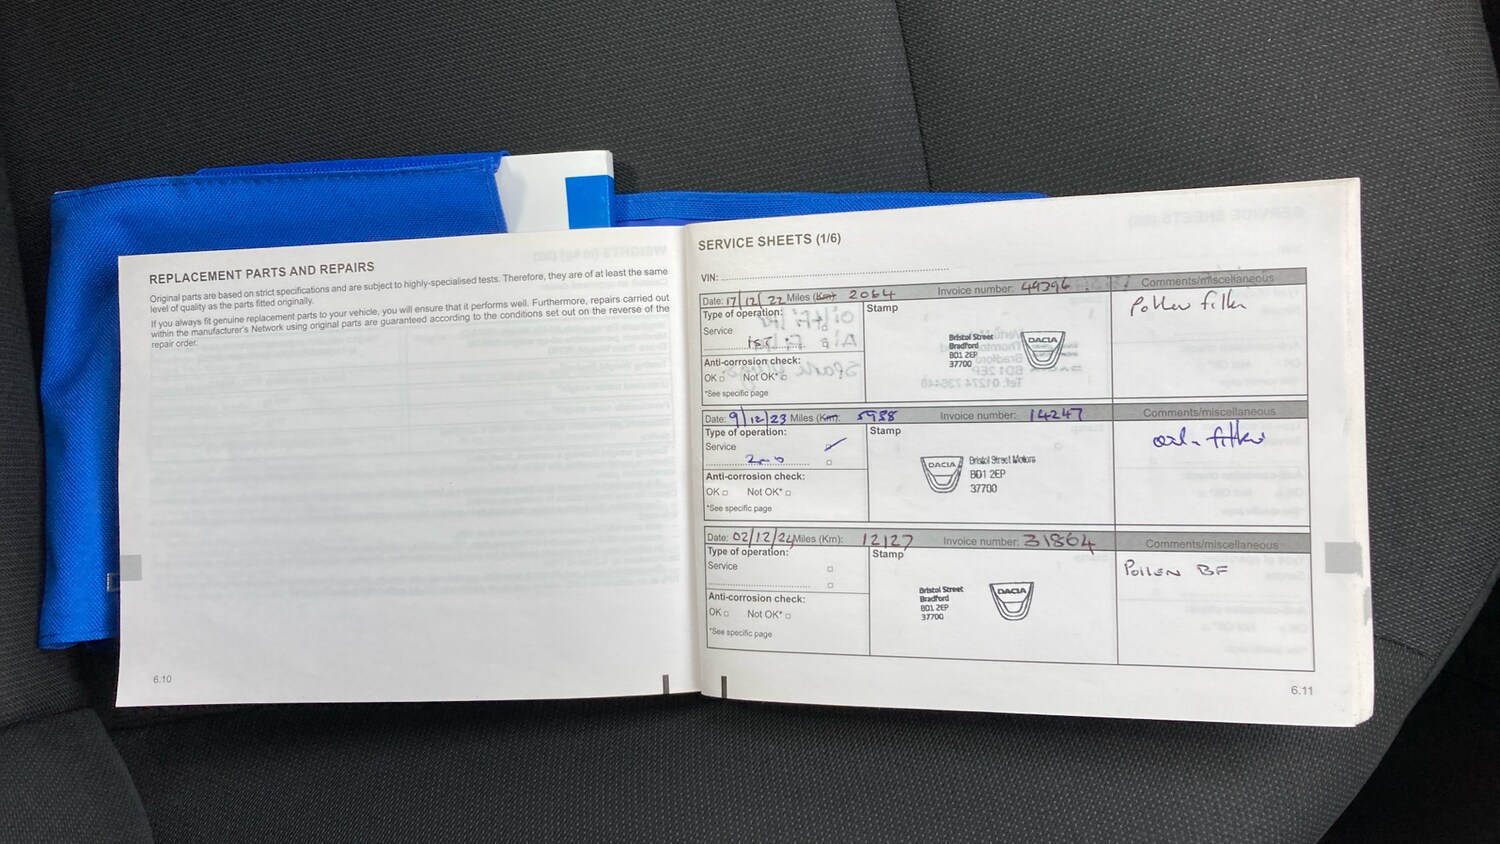 REPLACEMENT PARTS AND REPAIRS
Original parts are based on strict specifications and are subject to highly-specialised tests. Therefore, they are of at least the same
level of quality as the parts fitted originally.
If you always fit genuine replacement parts to your vehicle, you will ensure that it performs well. Furthermore, repairs carried out
within the manufacturer's Network using original parts are guaranteed according to the conditions set out on the reverse of the
repair order.
6.10
SERVICE SHEETS (1/6)
VIN:
Date: 17/12/22 Miles (Km): 2064 Invoice number: 49296 Comments/miscellaneous
Type of operation:
Service
1st
Anti-corrosion check:
OK Not OK*
*See specific page
Stamp
Bristol Street
Bradford
BD1 2EP
37700
DACIA
Pollen filter
Date: 9/12/23 Miles (Km): 5988 Invoice number: 14247 Comments/miscellaneous
Type of operation:
Service
2nd
Anti-corrosion check:
OK Not OK*
*See specific page
Stamp
DACIA
Bristol Street Motors
BD1 2EP
37700
filter
Date: 02/12/24 Miles (Km): 12127 Invoice number: 31864 Comments/miscellaneous
Type of operation:
Service
Anti-corrosion check:
OK Not OK*
*See specific page
Stamp
Bristol Street
Bradford
BD1 2EP
37700
DACIA
Pollen BF
6.11